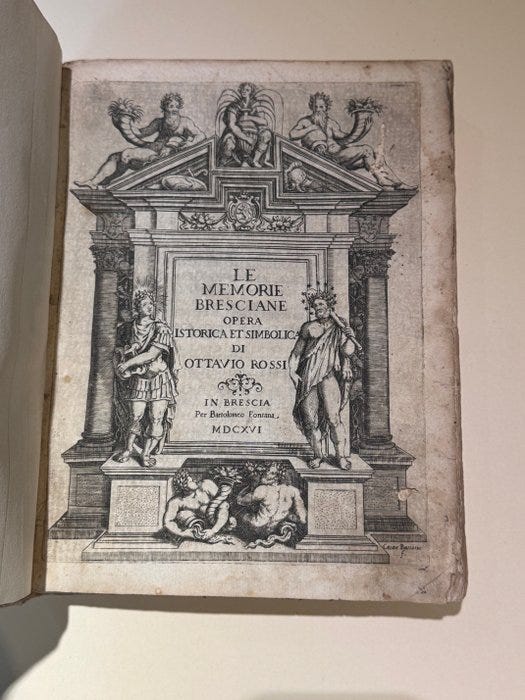 LE
MEMORIE
BRESCIANE
OPERA
ISTORICA ET SIMBOLICA
DI
OTTAVIO ROSSI
IN BRESCIA
Per Bartolomeo Fontana.
MDCXVI